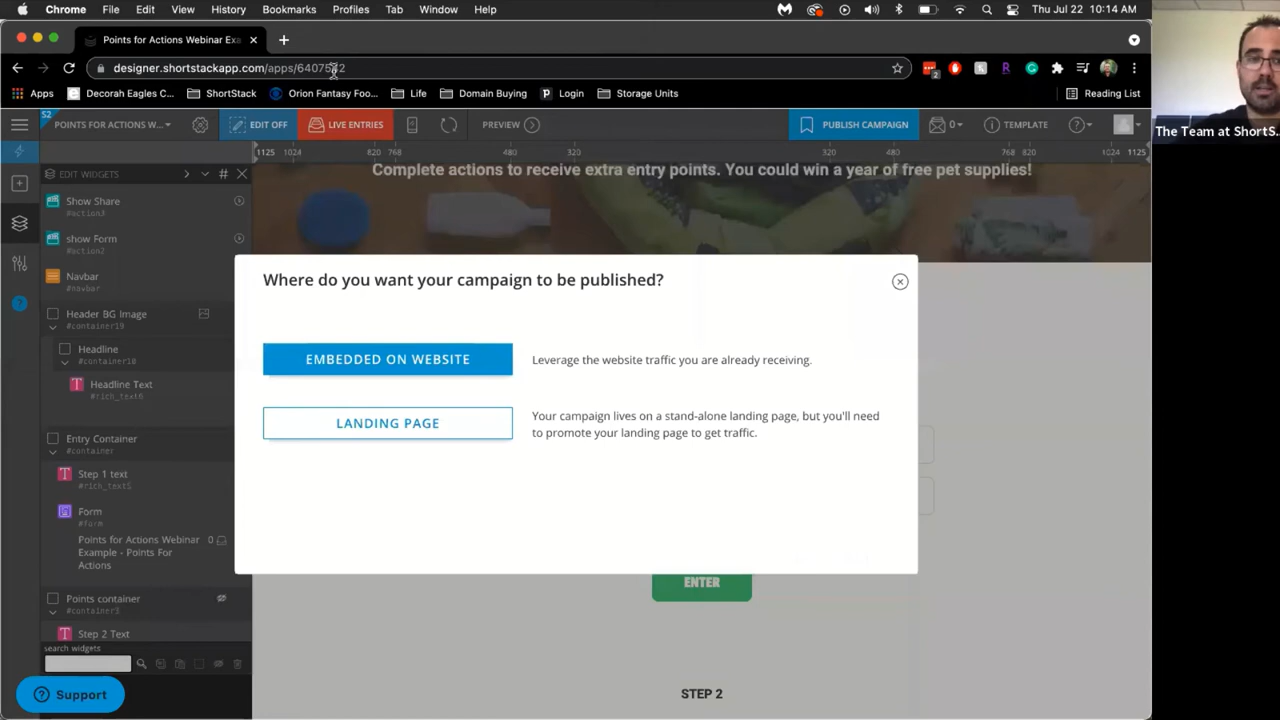 Chrome File Edit View History Bookmarks Profiles Tab Window Help Thu Jul 22 10:14 AM
Points for Actions Webinar Exa
designer.shortstackapp.com/apps/6407532
Apps Decorah Eagles C... ShortStack Orion Fantasy Foo... Life Domain Buying Login Storage Units Reading List
The Team at ShortS...
S2
POINTS FOR ACTIONS W... EDIT OFF LIVE ENTRIES PREVIEW PUBLISH CAMPAIGN 0 TEMPLATE
1125 1024 820 768 480 320 320 480 768 820 1024 1125
EDIT WIDGETS
Complete actions to receive extra entry points. You could win a year of free pet supplies!
Show Share
#action3
show Form
#action2
Navbar
#navbar
Header BG Image
#container19
Headline
#container18
Headline Text
#rich_text6
Entry Container
#container
Step 1 text
#rich_text5
Form
#form
Points for Actions Webinar 0
Example - Points For
Actions
Points container
#container3
Step 2 Text
search widgets
Support
Where do you want your campaign to be published?
EMBEDDED ON WEBSITE
Leverage the website traffic you are already receiving.
LANDING PAGE
Your campaign lives on a stand-alone landing page, but you'll need
to promote your landing page to get traffic.
ENTER
STEP 2